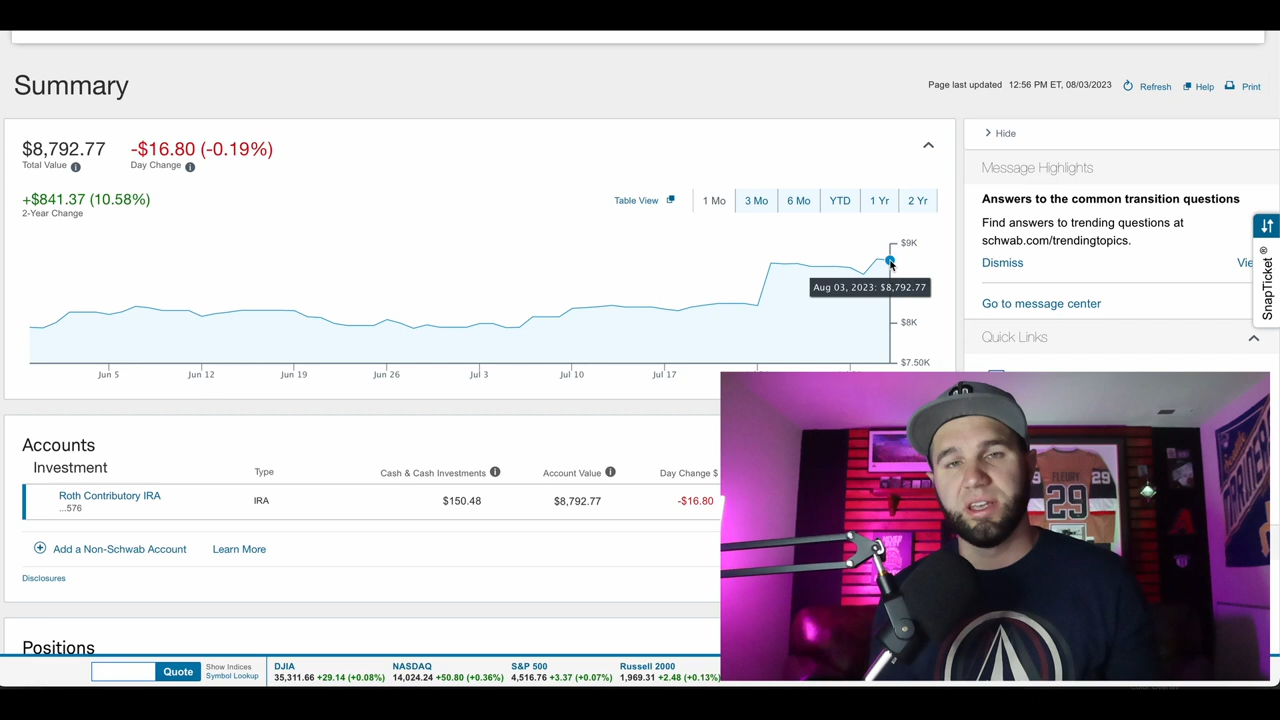 Summary
Page last updated 12:56 PM ET, 08/03/2023 Refresh Help Print
$8,792.77 -$16.80 (-0.19%)
Total Value Day Change
+$841.37 (10.58%)
2-Year Change
Table View 1 Mo 3 Mo 6 Mo YTD 1 Yr 2 Yr
$9K
Aug 03, 2023: $8,792.77
$8K
$7.50K
Jun 5 Jun 12 Jun 19 Jun 26 Jul 3 Jul 10 Jul 17
Hide
Message Highlights
Answers to the common transition questions
Find answers to trending questions at
schwab.com/trendingtopics.
Dismiss Vie
Go to message center
Quick Links
SnapTicket ®
Accounts
Investment Type Cash & Cash Investments Account Value Day Change $
Roth Contributory IRA IRA $150.48 $8,792.77 -$16.80
...576
Add a Non-Schwab Account Learn More
Disclosures
Positions
Quote
Show Indices
Symbol Lookup
DJIA NASDAQ S&P 500 Russell 2000
35,311.66 +29.14 (+0.08%) 14,024.24 +50.80 (+0.36%) 4,516.76 +3.37 (+0.07%) 1,969.31 +2.48 (+0.13%)
FLEURY
29 29
29